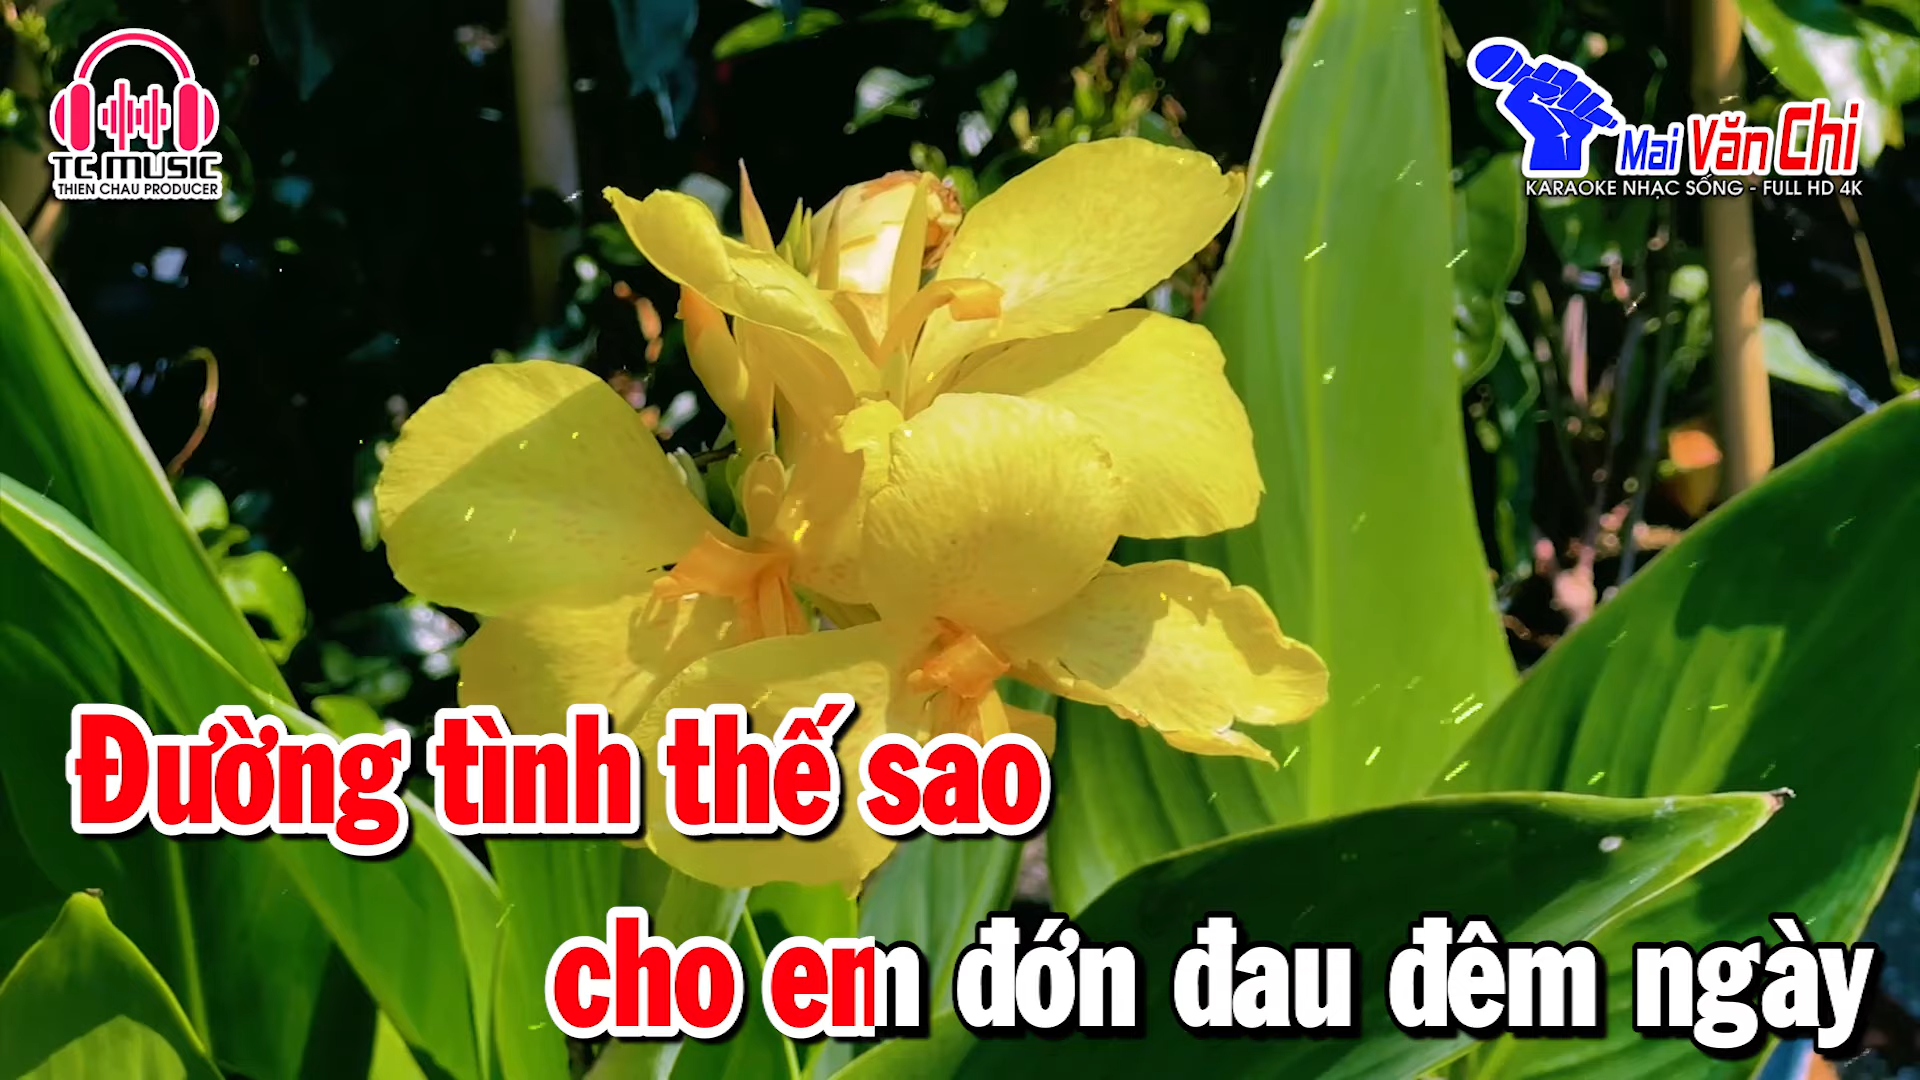 TC MUSIC
THIEN CHAU PRODUCER
Mai Văn Chi
KARAOKE NHẠC SỐNG - FULL HD 4K
Đường tình thế sao
cho em đớn đau đêm ngày